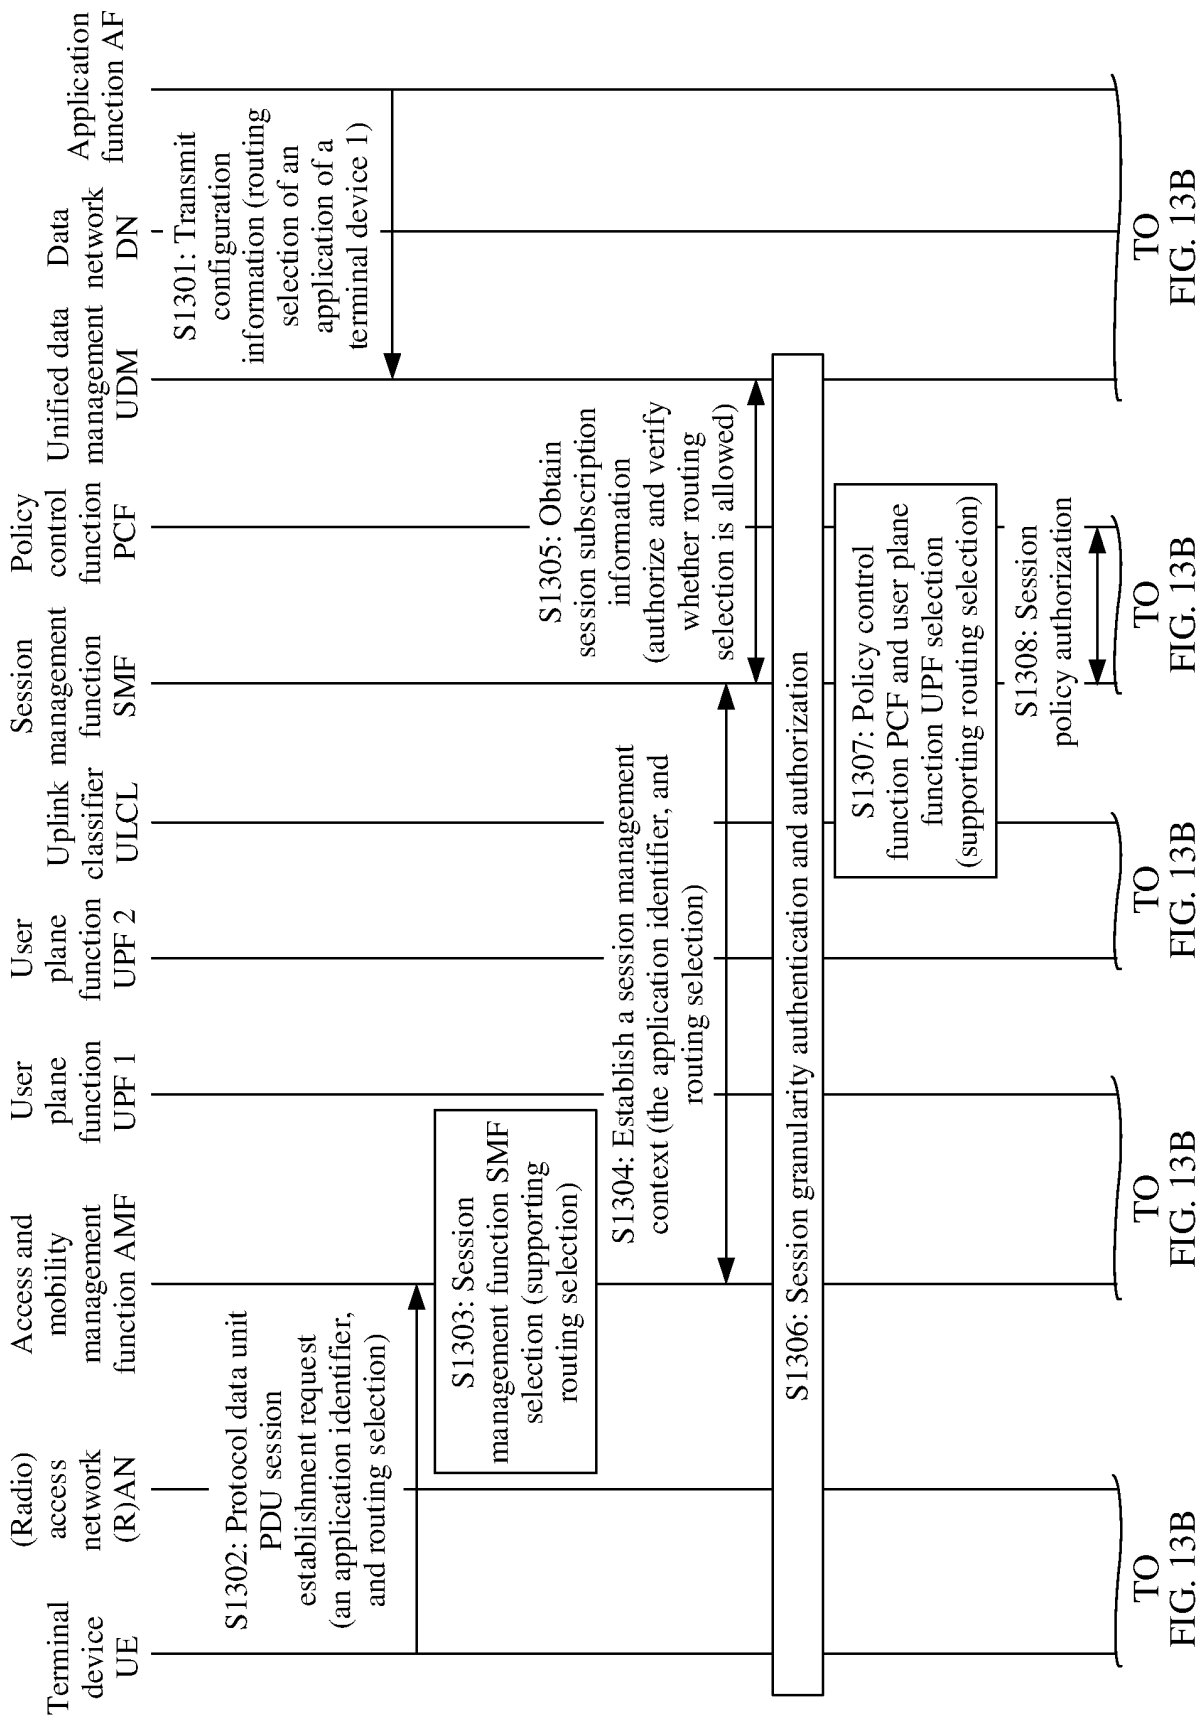 Terminal
device
UE
(Radio)
access
network
(R)AN
Access and
mobility
management
function AMF
User
plane
function
UPF 1
User
plane
function
UPF 2
Uplink
classifier
ULCL
Session
management
function
SMF
Policy
control
function
PCF
Unified data
management
UDM
Data
network
DN
Application
function AF
S1301: Transmit
configuration
information (routing
selection of an
application of a
terminal device 1)
S1302: Protocol data unit
PDU session
establishment request
(an application identifier,
and routing selection)
S1303: Session
management function SMF
selection (supporting
routing selection)
S1304: Establish a session management
context (the application identifier, and
routing selection)
S1305: Obtain
session subscription
information
(authorize and verify
whether routing
selection is allowed)
S1306: Session granularity authentication and authorization
S1307: Policy control
function PCF and user plane
function UPF selection
(supporting routing selection)
S1308: Session
policy authorization
TO
FIG. 13B
TO
FIG. 13B
TO
FIG. 13B
TO
FIG. 13B
TO
FIG. 13B